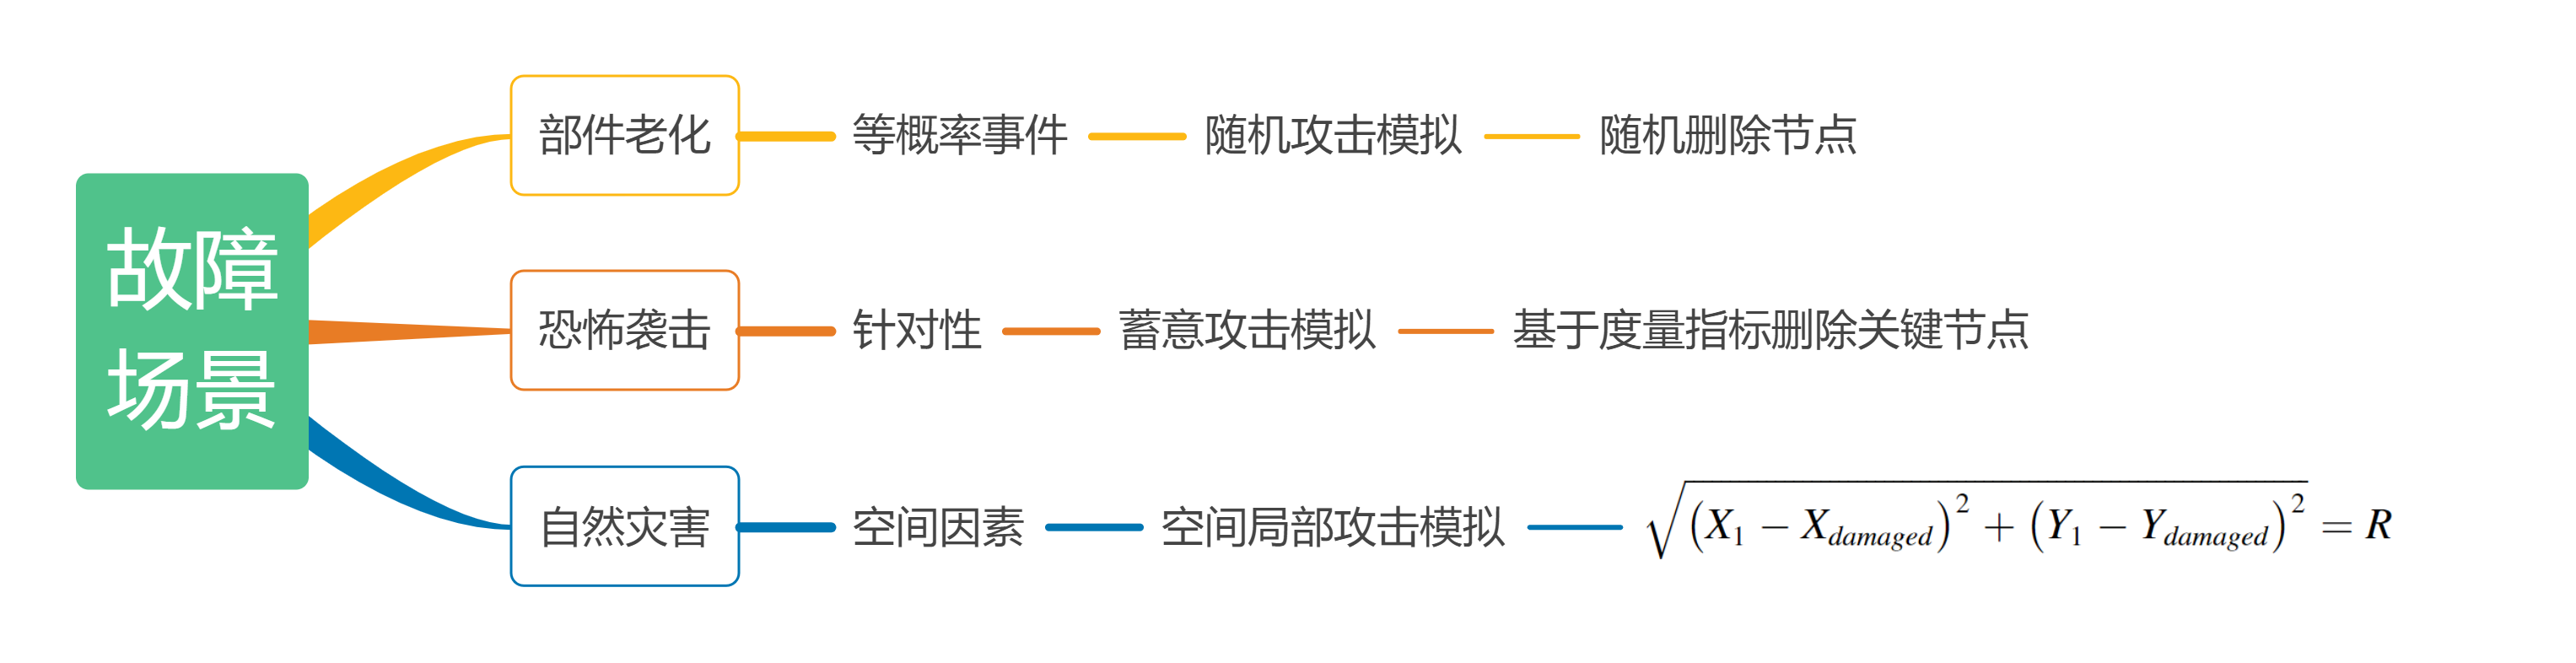 故障
场景
部件老化 等概率事件 随机攻击模拟 随机删除节点
恐怖袭击 针对性 蓄意攻击模拟 基于度量指标删除关键节点
自然灾害 空间因素 空间局部攻击模拟 √(X₁ − X_damaged)² + (Y₁ − Y_damaged)² = R